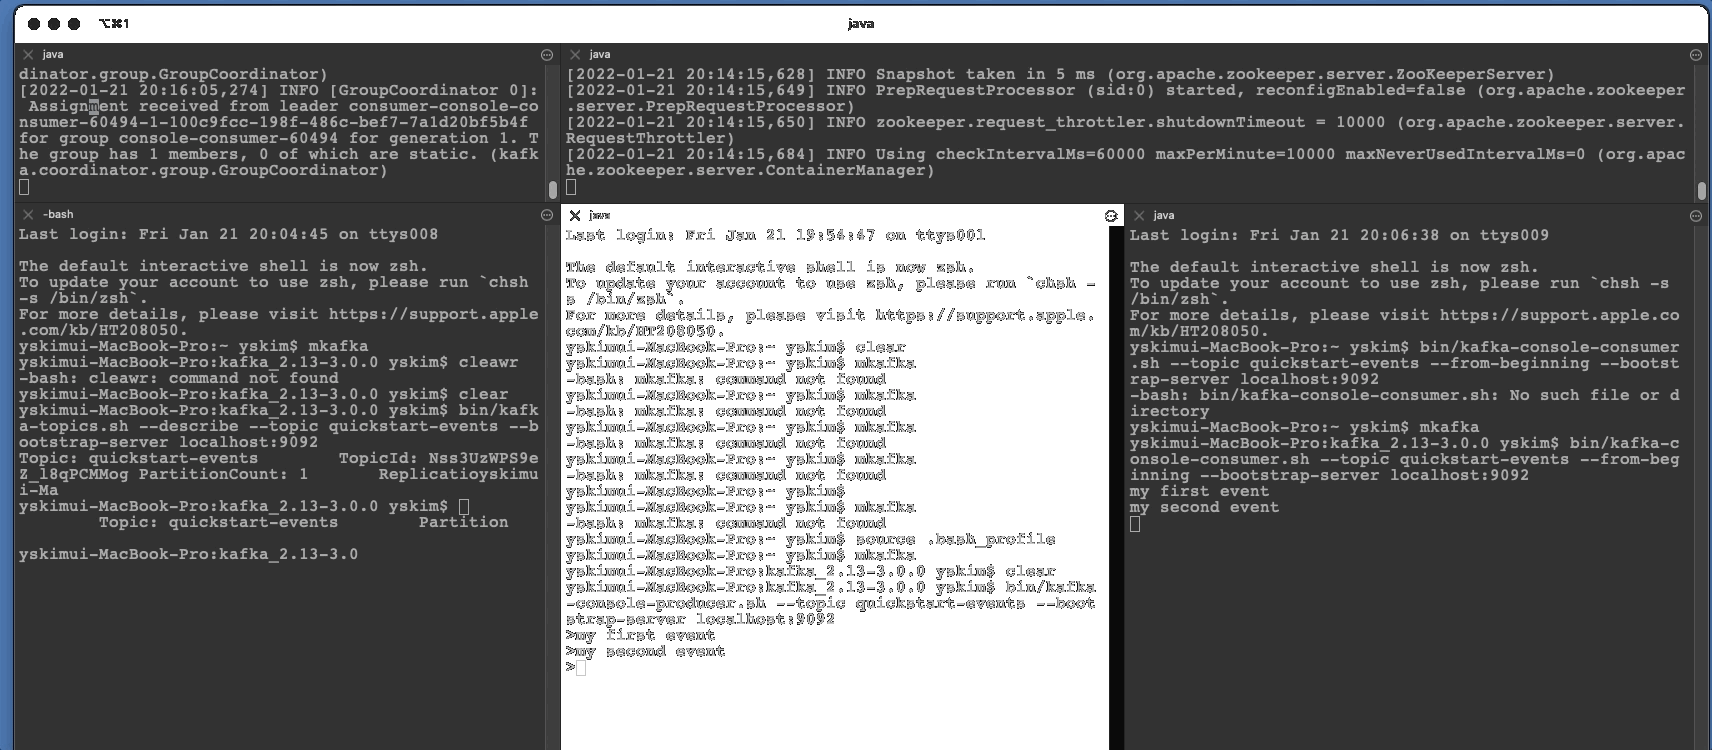 ⌥⌘1
java
java
dinator.group.GroupCoordinator)
[2022-01-21 20:16:05,274] INFO [GroupCoordinator 0]:
 Assignment received from leader consumer-console-co
nsumer-60494-1-100c9fcc-198f-486c-bef7-7a1d20bf5b4f
for group console-consumer-60494 for generation 1. T
he group has 1 members, 0 of which are static. (kafk
a.coordinator.group.GroupCoordinator)
java
[2022-01-21 20:14:15,628] INFO Snapshot taken in 5 ms (org.apache.zookeeper.server.ZooKeeperServer)
[2022-01-21 20:14:15,649] INFO PrepRequestProcessor (sid:0) started, reconfigEnabled=false (org.apache.zookeeper
.server.PrepRequestProcessor)
[2022-01-21 20:14:15,650] INFO zookeeper.request_throttler.shutdownTimeout = 10000 (org.apache.zookeeper.server.
RequestThrottler)
[2022-01-21 20:14:15,684] INFO Using checkIntervalMs=60000 maxPerMinute=10000 maxNeverUsedIntervalMs=0 (org.apac
he.zookeeper.server.ContainerManager)
-bash
Last login: Fri Jan 21 20:04:45 on ttys008
The default interactive shell is now zsh.
To update your account to use zsh, please run `chsh
-s /bin/zsh`.
For more details, please visit https://support.apple
.com/kb/HT208050.
yskimui-MacBook-Pro:~ yskim$ mkafka
yskimui-MacBook-Pro:kafka_2.13-3.0.0 yskim$ cleawr
-bash: cleawr: command not found
yskimui-MacBook-Pro:kafka_2.13-3.0.0 yskim$ clear
yskimui-MacBook-Pro:kafka_2.13-3.0.0 yskim$ bin/kafk
a-topics.sh --describe --topic quickstart-events --b
ootstrap-server localhost:9092
Topic: quickstart-events        TopicId: Nss3UzWPS9e
Z_l8qPCMMog PartitionCount: 1       Replicatioyskimu
i-Ma
yskimui-MacBook-Pro:kafka_2.13-3.0.0 yskim$
        Topic: quickstart-events        Partition
yskimui-MacBook-Pro:kafka_2.13-3.0
java
Last login: Fri Jan 21 19:54:47 on ttys001
The default interactive shell is now zsh.
To update your account to use zsh, please run `chsh -
s /bin/zsh`.
For more details, please visit https://support.apple.
com/kb/HT208050.
yskimui-MacBook-Pro:~ yskim$ clear
yskimui-MacBook-Pro:~ yskim$ mkafka
-bash: mkafka: command not found
yskimui-MacBook-Pro:~ yskim$ mkafka
-bash: mkafka: command not found
yskimui-MacBook-Pro:~ yskim$ mkafka
-bash: mkafka: command not found
yskimui-MacBook-Pro:~ yskim$ mkafka
-bash: mkafka: command not found
yskimui-MacBook-Pro:~ yskim$
yskimui-MacBook-Pro:~ yskim$ mkafka
-bash: mkafka: command not found
yskimui-MacBook-Pro:~ yskim$ source .bash_profile
yskimui-MacBook-Pro:~ yskim$ mkafka
yskimui-MacBook-Pro:kafka_2.13-3.0.0 yskim$ clear
yskimui-MacBook-Pro:kafka_2.13-3.0.0 yskim$ bin/kafka
-console-producer.sh --topic quickstart-events --boot
strap-server localhost:9092
>my first event
>my second event
>
java
Last login: Fri Jan 21 20:06:38 on ttys009
The default interactive shell is now zsh.
To update your account to use zsh, please run `chsh -s
/bin/zsh`.
For more details, please visit https://support.apple.co
m/kb/HT208050.
yskimui-MacBook-Pro:~ yskim$ bin/kafka-console-consumer
.sh --topic quickstart-events --from-beginning --bootst
rap-server localhost:9092
-bash: bin/kafka-console-consumer.sh: No such file or d
irectory
yskimui-MacBook-Pro:~ yskim$ mkafka
yskimui-MacBook-Pro:kafka_2.13-3.0.0 yskim$ bin/kafka-c
onsole-consumer.sh --topic quickstart-events --from-beg
inning --bootstrap-server localhost:9092
my first event
my second event